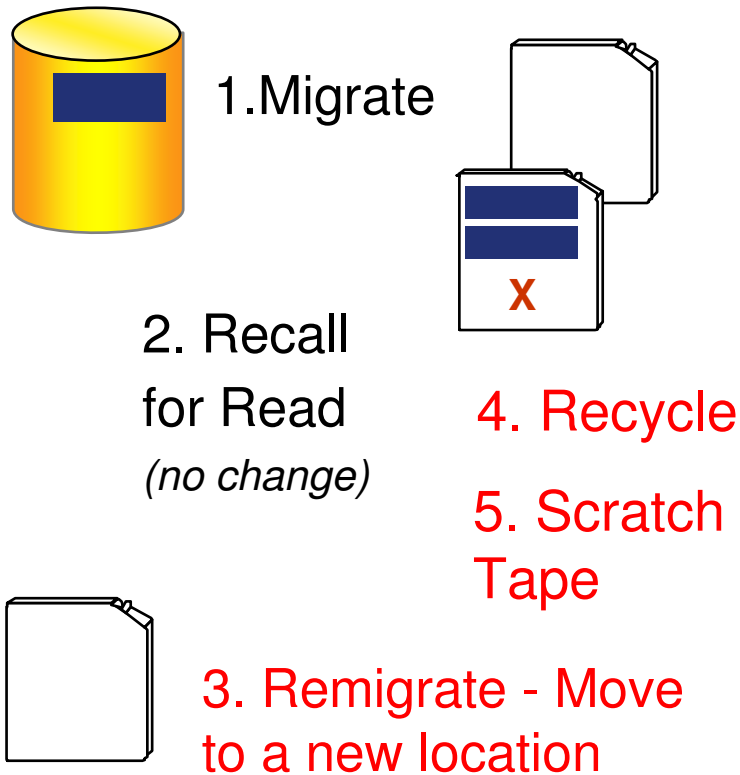 1.Migrate
X
2. Recall
for Read
(no change)
4. Recycle
5. Scratch
Tape
3. Remigrate - Move
to a new location